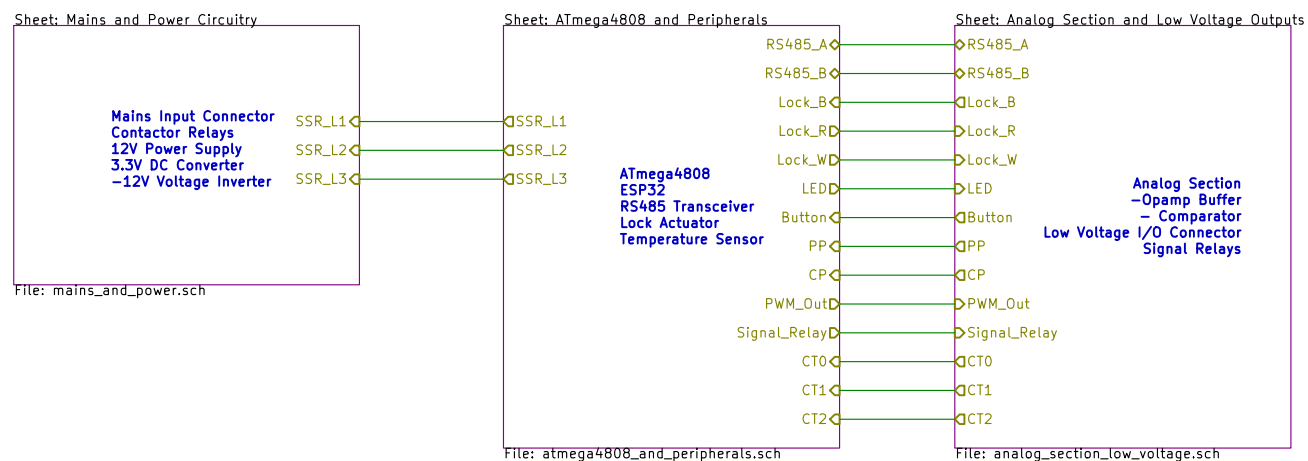 Sheet: Mains and Power Circuitry
Mains Input Connector
Contactor Relays
12V Power Supply
3.3V DC Converter
-12V Voltage Inverter
SSR_L1
SSR_L2
SSR_L3
File: mains_and_power.sch
Sheet: ATmega4808 and Peripherals
SSR_L1
SSR_L2
SSR_L3
ATmega4808
ESP32
RS485 Transceiver
Lock Actuator
Temperature Sensor
RS485_A
RS485_B
Lock_B
Lock_R
Lock_W
LED
Button
PP
CP
PWM_Out
Signal_Relay
CT0
CT1
CT2
File: atmega4808_and_peripherals.sch
Sheet: Analog Section and Low Voltage Outputs
RS485_A
RS485_B
Lock_B
Lock_R
Lock_W
LED
Button
PP
CP
PWM_Out
Signal_Relay
CT0
CT1
CT2
Analog Section
-Opamp Buffer
- Comparator
Low Voltage I/O Connector
Signal Relays
File: analog_section_low_voltage.sch